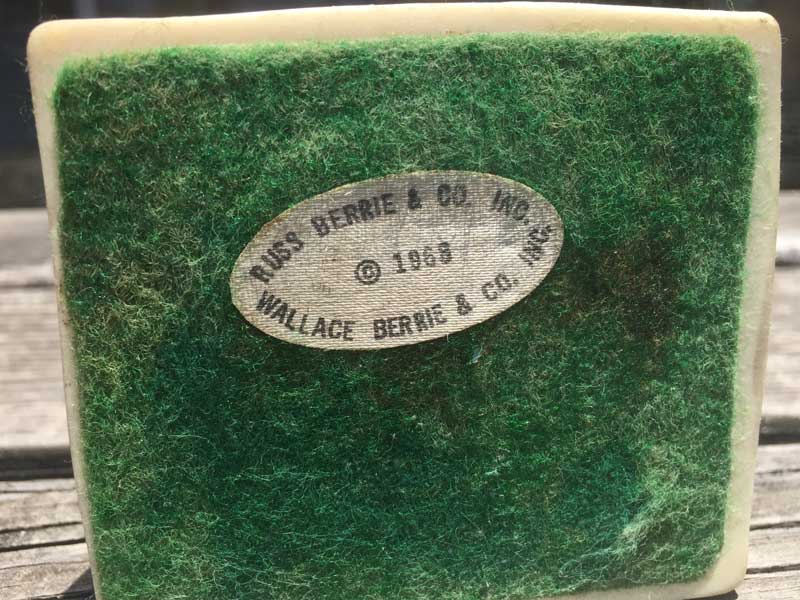 RUSS BERRIE & CO. INC.
© 1968
WALLACE BERRIE & CO. INC.